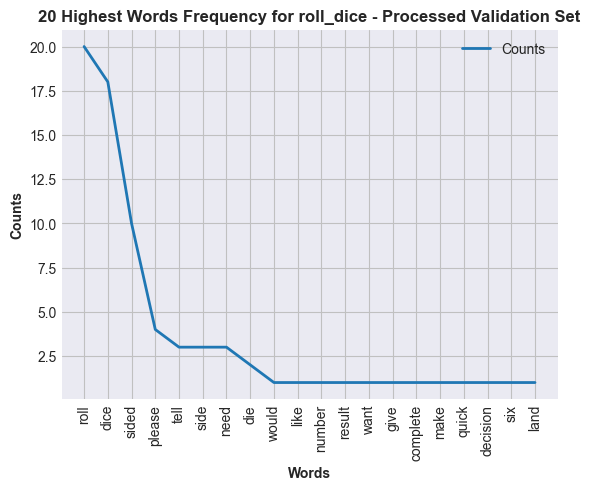 20 Highest Words Frequency for roll_dice - Processed Validation Set
Counts
20.0
17.5
15.0
12.5
10.0
7.5
5.0
2.5
Counts
roll
dice
sided
please
tell
side
need
die
would
like
number
result
want
give
complete
make
quick
decision
six
land
Words